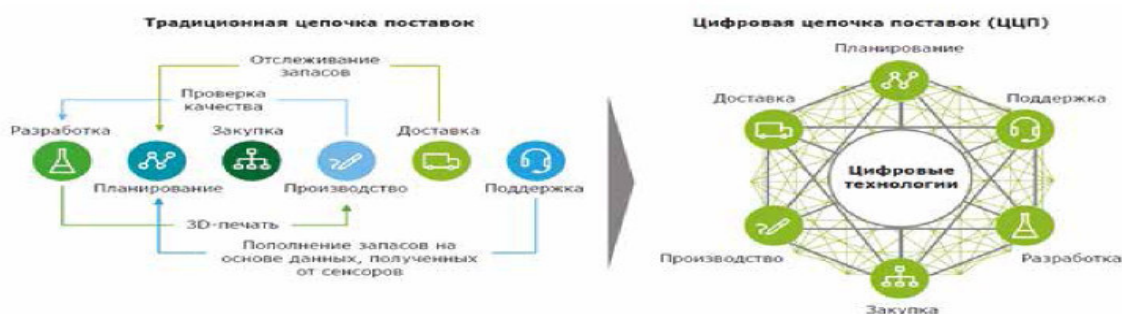 Традиционная цепочка поставок
Отслеживание
запасов
Проверка
качества
Разработка
Закупка
Доставка
Планирование
Производство
Поддержка
3D-печать
Пополнение запасов на
основе данных, полученных
от сенсоров
Цифровая цепочка поставок (ЦЦП)
Планирование
Доставка
Поддержка
Цифровые
технологии
Производство
Разработка
Закупка